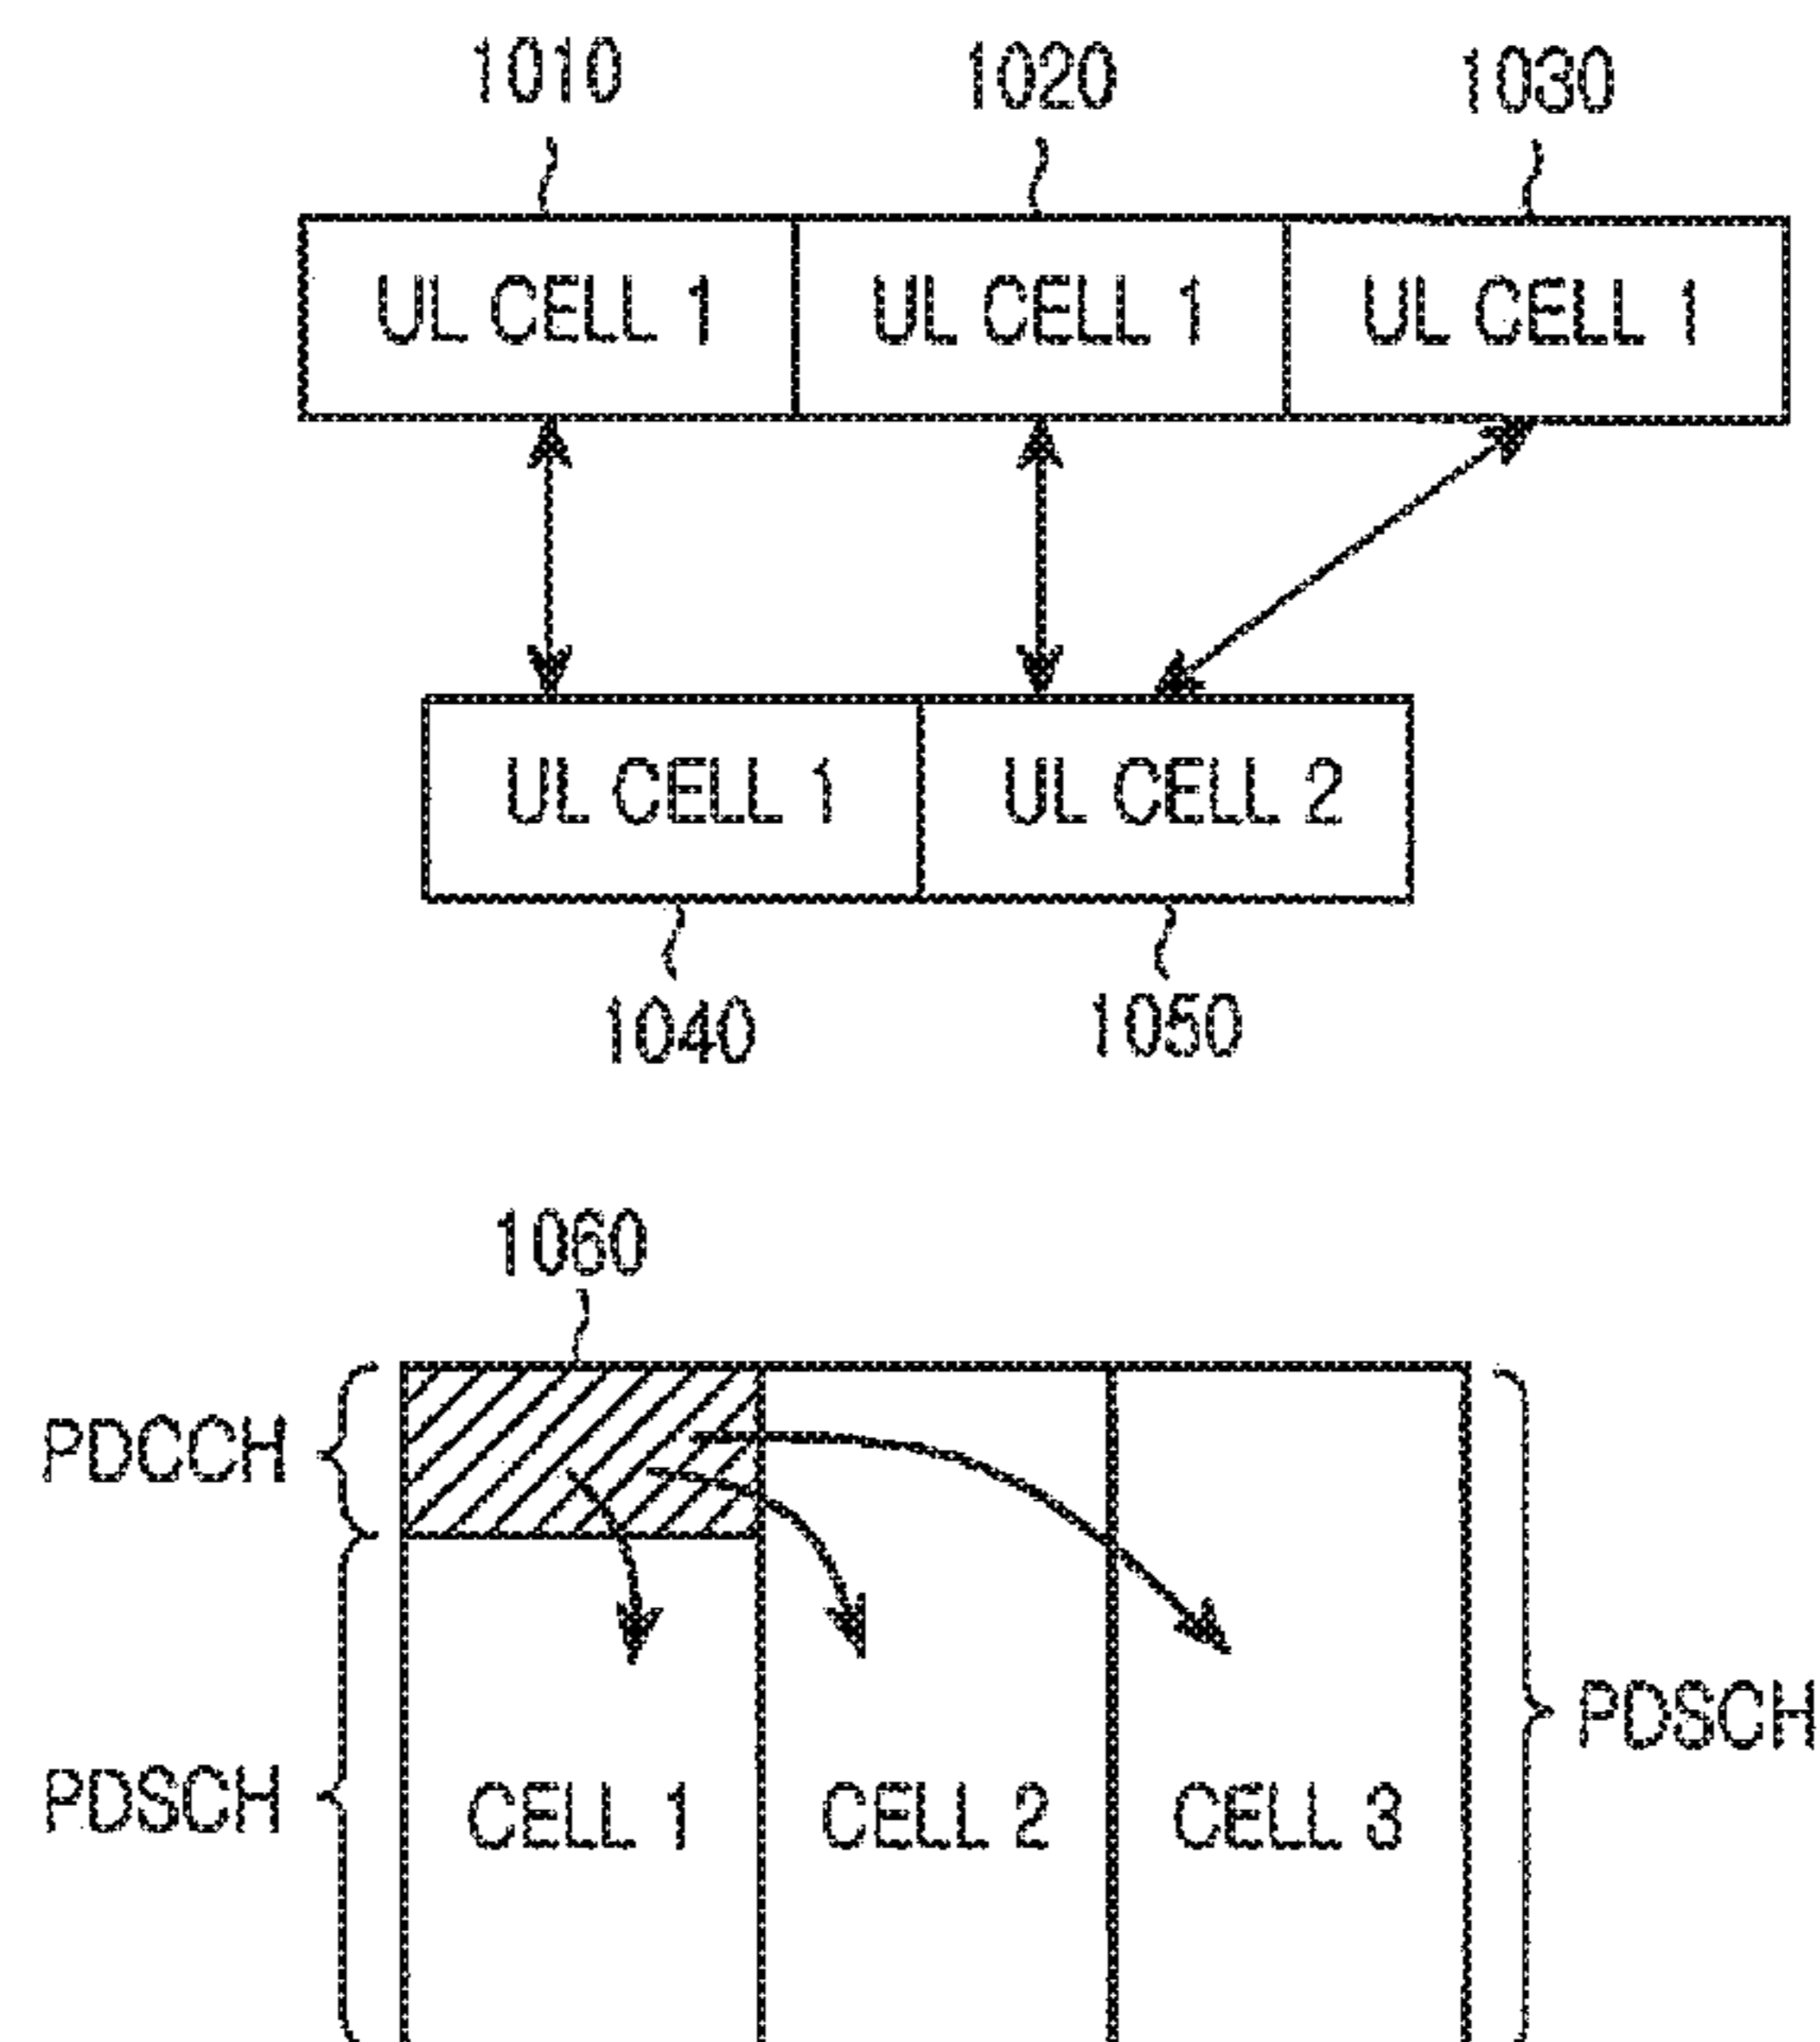 1010 1020 1030
UL CELL 1 UL CELL 1 UL CELL 1
UL CELL 1 UL CELL 2
1040 1050
1060
PDCCH
PDSCH
PDSCH
CELL 1 CELL 2 CELL 3